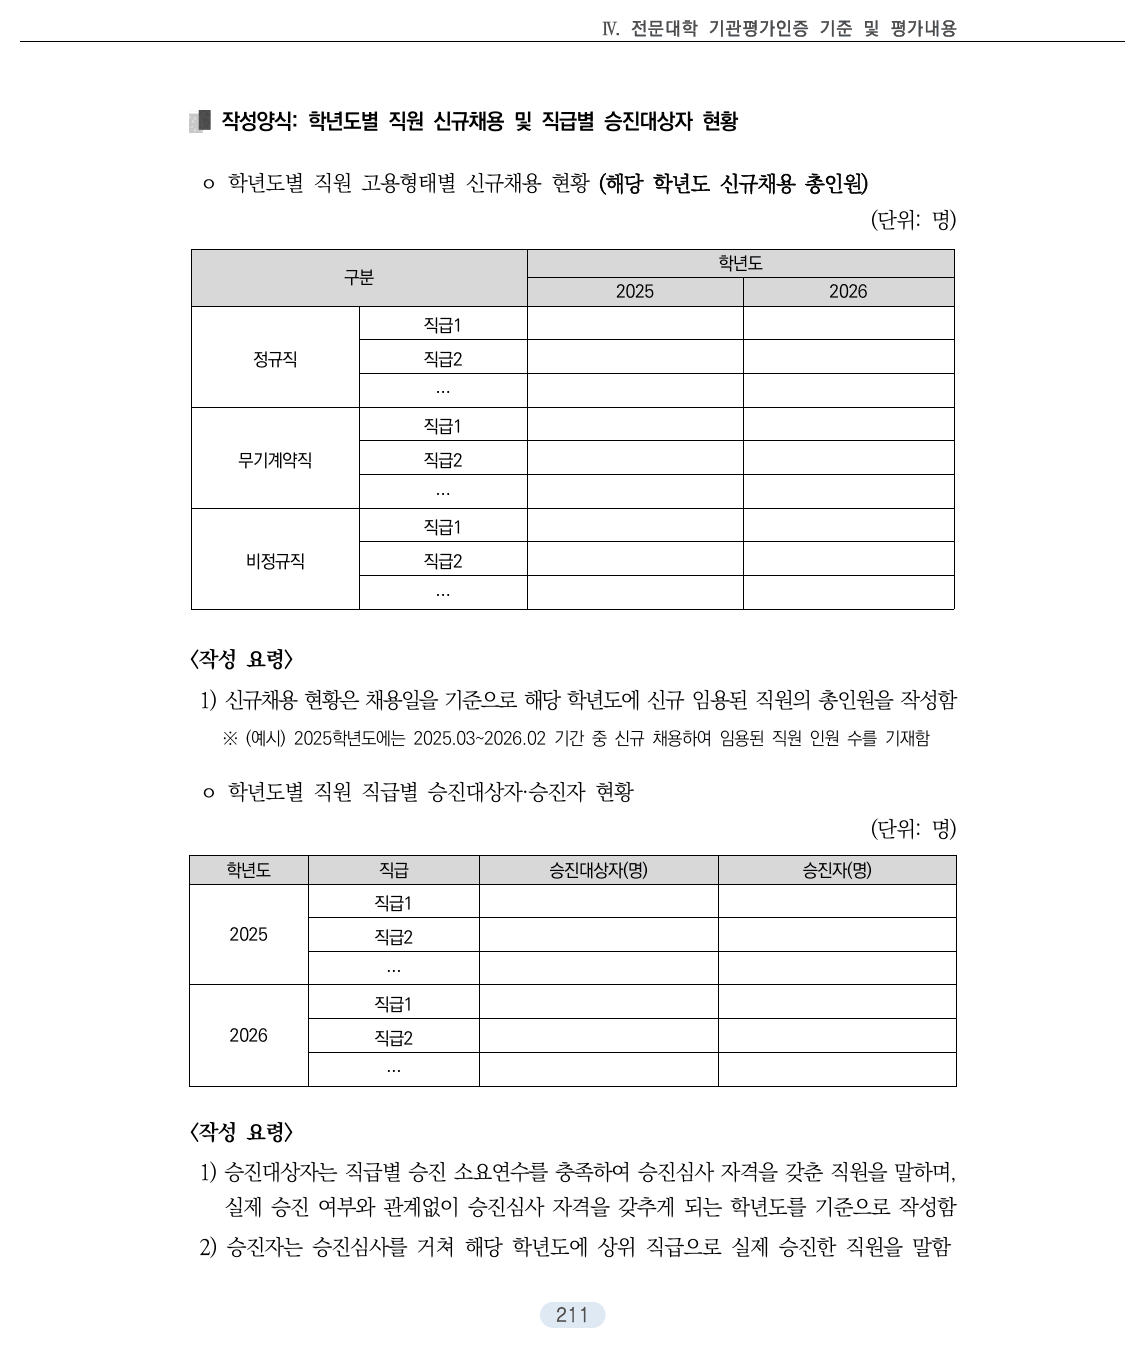 Ⅳ. 전문대학 기관평가인증 기준 및 평가내용
작성양식: 학년도별 직원 신규채용 및 직급별 승진대상자 현황
ㅇ 학년도별 직원 고용형태별 신규채용 현황 (해당 학년도 신규채용 총인원)
(단위: 명)
구분 학년도
2025 2026
정규직 직급1
직급2
…
무기계약직 직급1
직급2
…
비정규직 직급1
직급2
…
<작성 요령>
1) 신규채용 현황은 채용일을 기준으로 해당 학년도에 신규 임용된 직원의 총인원을 작성함
※ (예시) 2025학년도에는 2025.03~2026.02 기간 중 신규 채용하여 임용된 직원 인원 수를 기재함
ㅇ 학년도별 직원 직급별 승진대상자·승진자 현황
(단위: 명)
학년도 직급 승진대상자(명) 승진자(명)
2025 직급1
직급2
…
2026 직급1
직급2
…
<작성 요령>
1) 승진대상자는 직급별 승진 소요연수를 충족하여 승진심사 자격을 갖춘 직원을 말하며,
실제 승진 여부와 관계없이 승진심사 자격을 갖추게 되는 학년도를 기준으로 작성함
2) 승진자는 승진심사를 거쳐 해당 학년도에 상위 직급으로 실제 승진한 직원을 말함
211